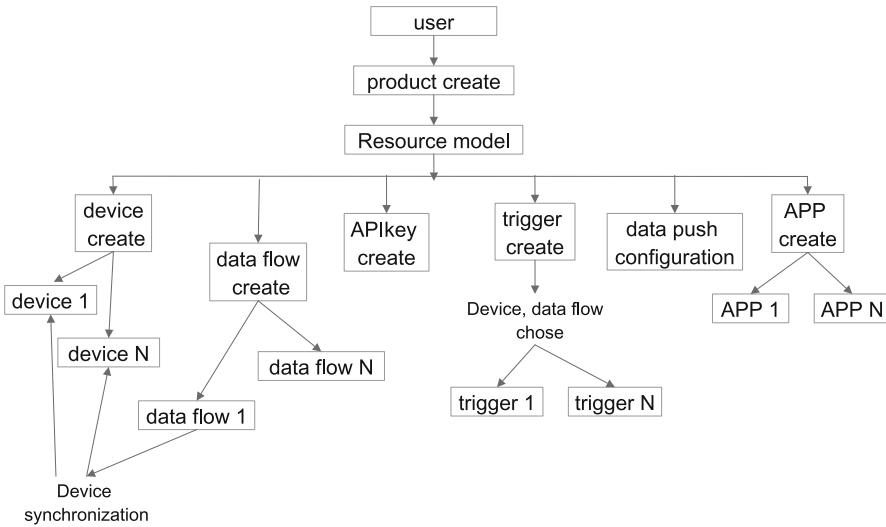 user
product create
Resource model
device
create
data flow
create
APIkey
create
trigger
create
data push
configuration
APP
create
device 1
device N
data flow N
data flow 1
Device, data flow
chose
trigger 1
trigger N
APP 1
APP N
Device
synchronization